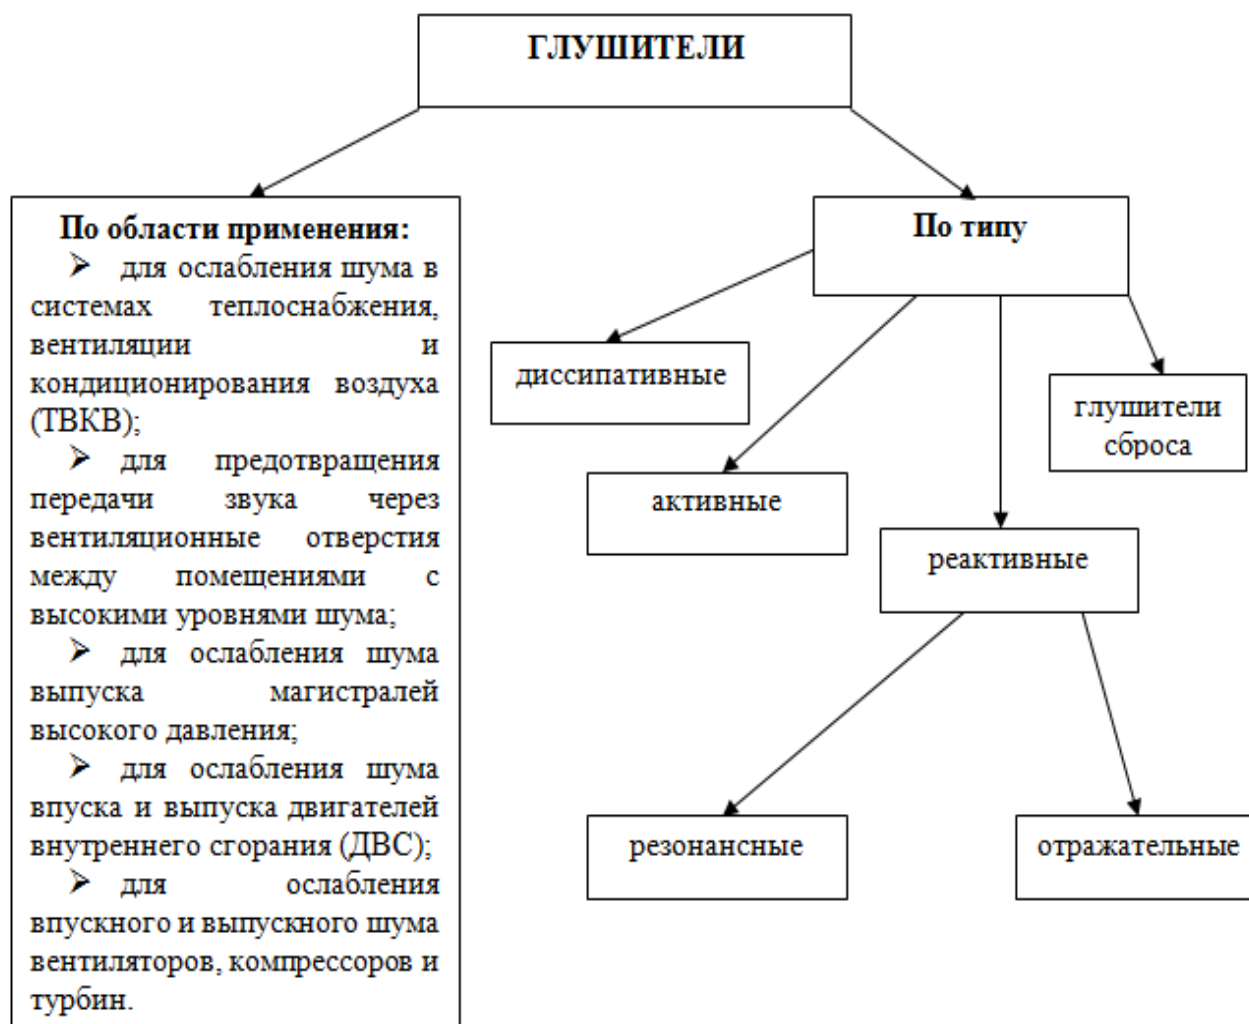 ГЛУШИТЕЛИ
По области применения:
➢ для ослабления шума в
системах теплоснабжения,
вентиляции и
кондиционирования воздуха
(ТВКВ);
➢ для предотвращения
передачи звука через
вентиляционные отверстия
между помещениями с
высокими уровнями шума;
➢ для ослабления шума
выпуска магистралей
высокого давления;
➢ для ослабления шума
впуска и выпуска двигателей
внутреннего сгорания (ДВС);
➢ для ослабления
впускного и выпускного шума
вентиляторов, компрессоров и
турбин.
По типу
диссипативные
активные
реактивные
глушители
сброса
резонансные
отражательные